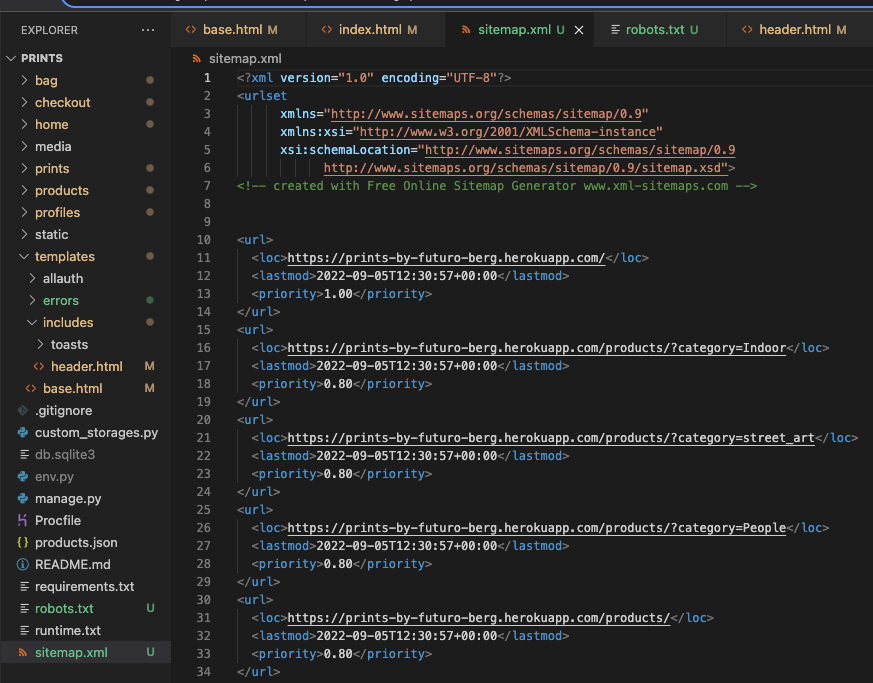 EXPLORER ...
PRINTS
bag
checkout
home
media
prints
products
profiles
static
templates
allauth
errors
includes
toasts
header.html M
base.html M
.gitignore
custom_storages.py
db.sqlite3
env.py
manage.py
Procfile
products.json
README.md
requirements.txt
robots.txt U
runtime.txt
sitemap.xml U
base.html M
index.html M
sitemap.xml U
robots.txt U
header.html M
sitemap.xml
1 <?xml version="1.0" encoding="UTF-8"?>
2 <urlset
3 xmlns="http://www.sitemaps.org/schemas/sitemap/0.9"
4 xmlns:xsi="http://www.w3.org/2001/XMLSchema-instance"
5 xsi:schemaLocation="http://www.sitemaps.org/schemas/sitemap/0.9
6 http://www.sitemaps.org/schemas/sitemap/0.9/sitemap.xsd">
7 <!-- created with Free Online Sitemap Generator www.xml-sitemaps.com -->
8
9
10 <url>
11 <loc>https://prints-by-futuro-berg.herokuapp.com/</loc>
12 <lastmod>2022-09-05T12:30:57+00:00</lastmod>
13 <priority>1.00</priority>
14 </url>
15 <url>
16 <loc>https://prints-by-futuro-berg.herokuapp.com/products/?category=Indoor</loc>
17 <lastmod>2022-09-05T12:30:57+00:00</lastmod>
18 <priority>0.80</priority>
19 </url>
20 <url>
21 <loc>https://prints-by-futuro-berg.herokuapp.com/products/?category=street_art</loc>
22 <lastmod>2022-09-05T12:30:57+00:00</lastmod>
23 <priority>0.80</priority>
24 </url>
25 <url>
26 <loc>https://prints-by-futuro-berg.herokuapp.com/products/?category=People</loc>
27 <lastmod>2022-09-05T12:30:57+00:00</lastmod>
28 <priority>0.80</priority>
29 </url>
30 <url>
31 <loc>https://prints-by-futuro-berg.herokuapp.com/products/</loc>
32 <lastmod>2022-09-05T12:30:57+00:00</lastmod>
33 <priority>0.80</priority>
34 </url>